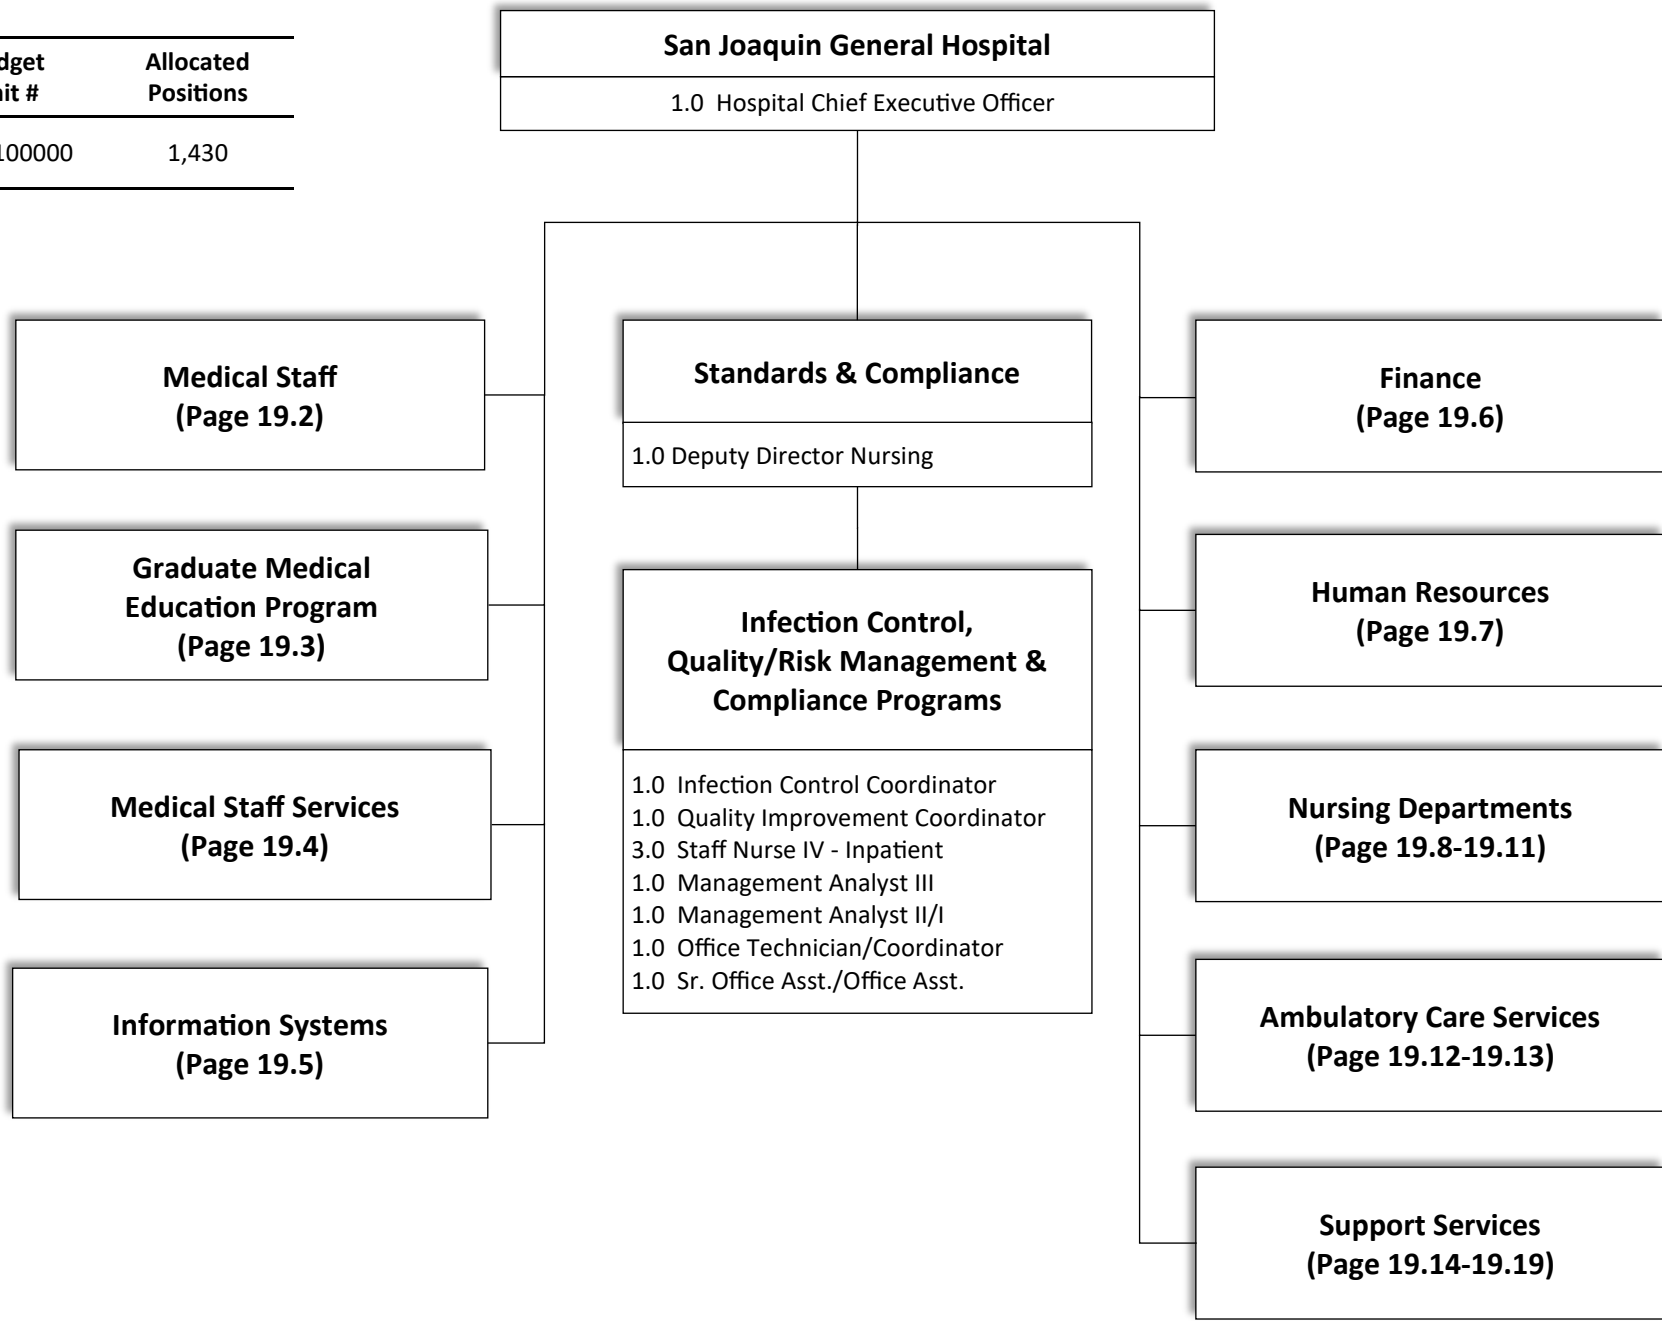 San Joaquin General Hospital
1.0 Hospital Chief Executive Officer
Allocated
Positions
1,430
Medical Staff
(Page 19.2)
Graduate Medical
Education Program
(Page 19.3)
Medical Staff Services
(Page 19.4)
Information Systems
(Page 19.5)
Standards & Compliance
1.0 Deputy Director Nursing
Infection Control,
Quality/Risk Management &
Compliance Programs
1.0 Infection Control Coordinator
1.0 Quality Improvement Coordinator
3.0 Staff Nurse IV - Inpatient
1.0 Management Analyst III
1.0 Management Analyst II/I
1.0 Office Technician/Coordinator
1.0 Sr. Office Asst./Office Asst.
Finance
(Page 19.6)
Human Resources
(Page 19.7)
Nursing Departments
(Page 19.8-19.11)
Ambulatory Care Services
(Page 19.12-19.13)
Support Services
(Page 19.14-19.19)